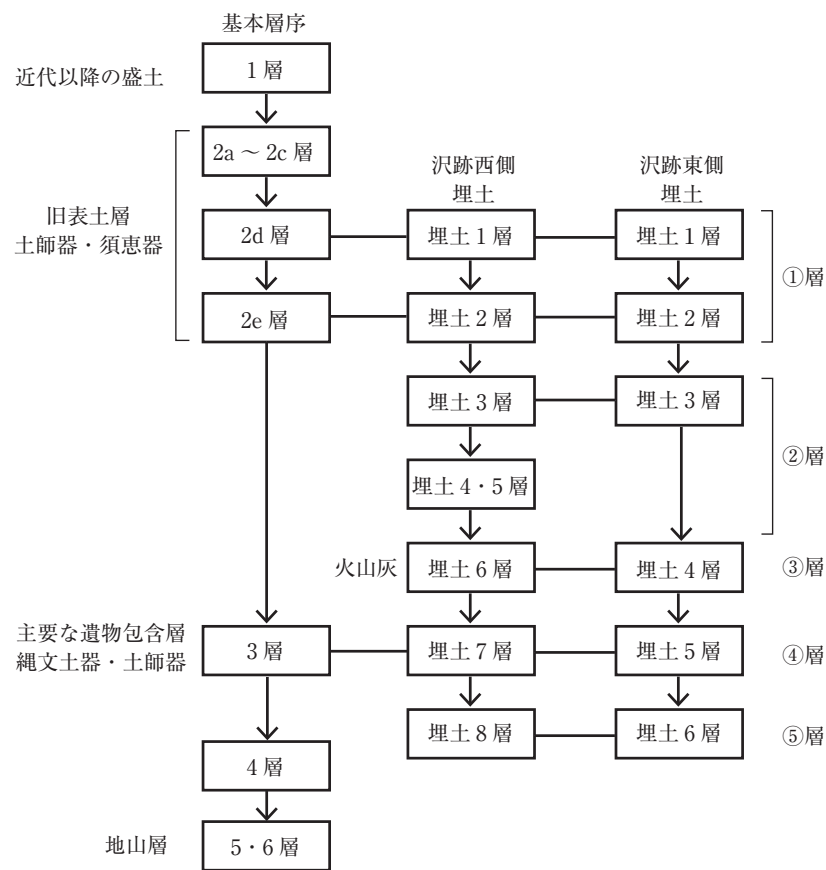 基本層序
近代以降の盛土
1層
2a～2c層
沢跡西側
埋土
沢跡東側
埋土
旧表土層
土師器・須恵器
2d層
埋土1層
埋土1層
①層
2e層
埋土2層
埋土2層
埋土3層
埋土3層
②層
埋土4・5層
火山灰
埋土6層
埋土4層
③層
主要な遺物包含層
縄文土器・土師器
3層
埋土7層
埋土5層
④層
埋土8層
埋土6層
⑤層
4層
地山層
5・6層